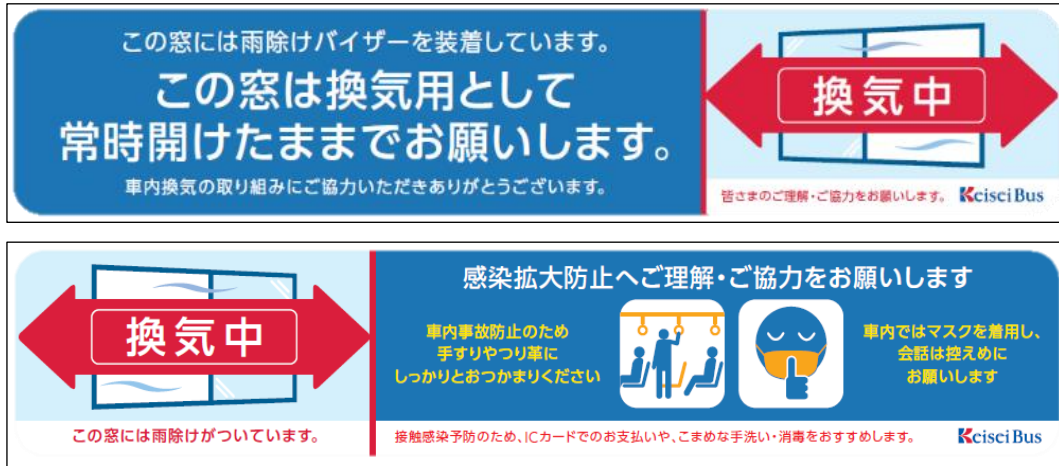 この窓には雨除けバイザーを装着しています。
この窓は換気用として
常時開けたままでお願いします。
車内換気の取り組みにご協力いただきありがとうございます。
換気中
皆さまのご理解・ご協力をお願いします。 Keisei Bus
換気中
この窓には雨除けがついています。
感染拡大防止へご理解・ご協力をお願いします
車内事故防止のため
手すりやつり革に
しっかりとおつかまりください
車内ではマスクを着用し、
会話は控えめに
お願いします
接触感染予防のため、ICカードでのお支払いや、こまめな手洗い・消毒をおすすめします。 Keisei Bus